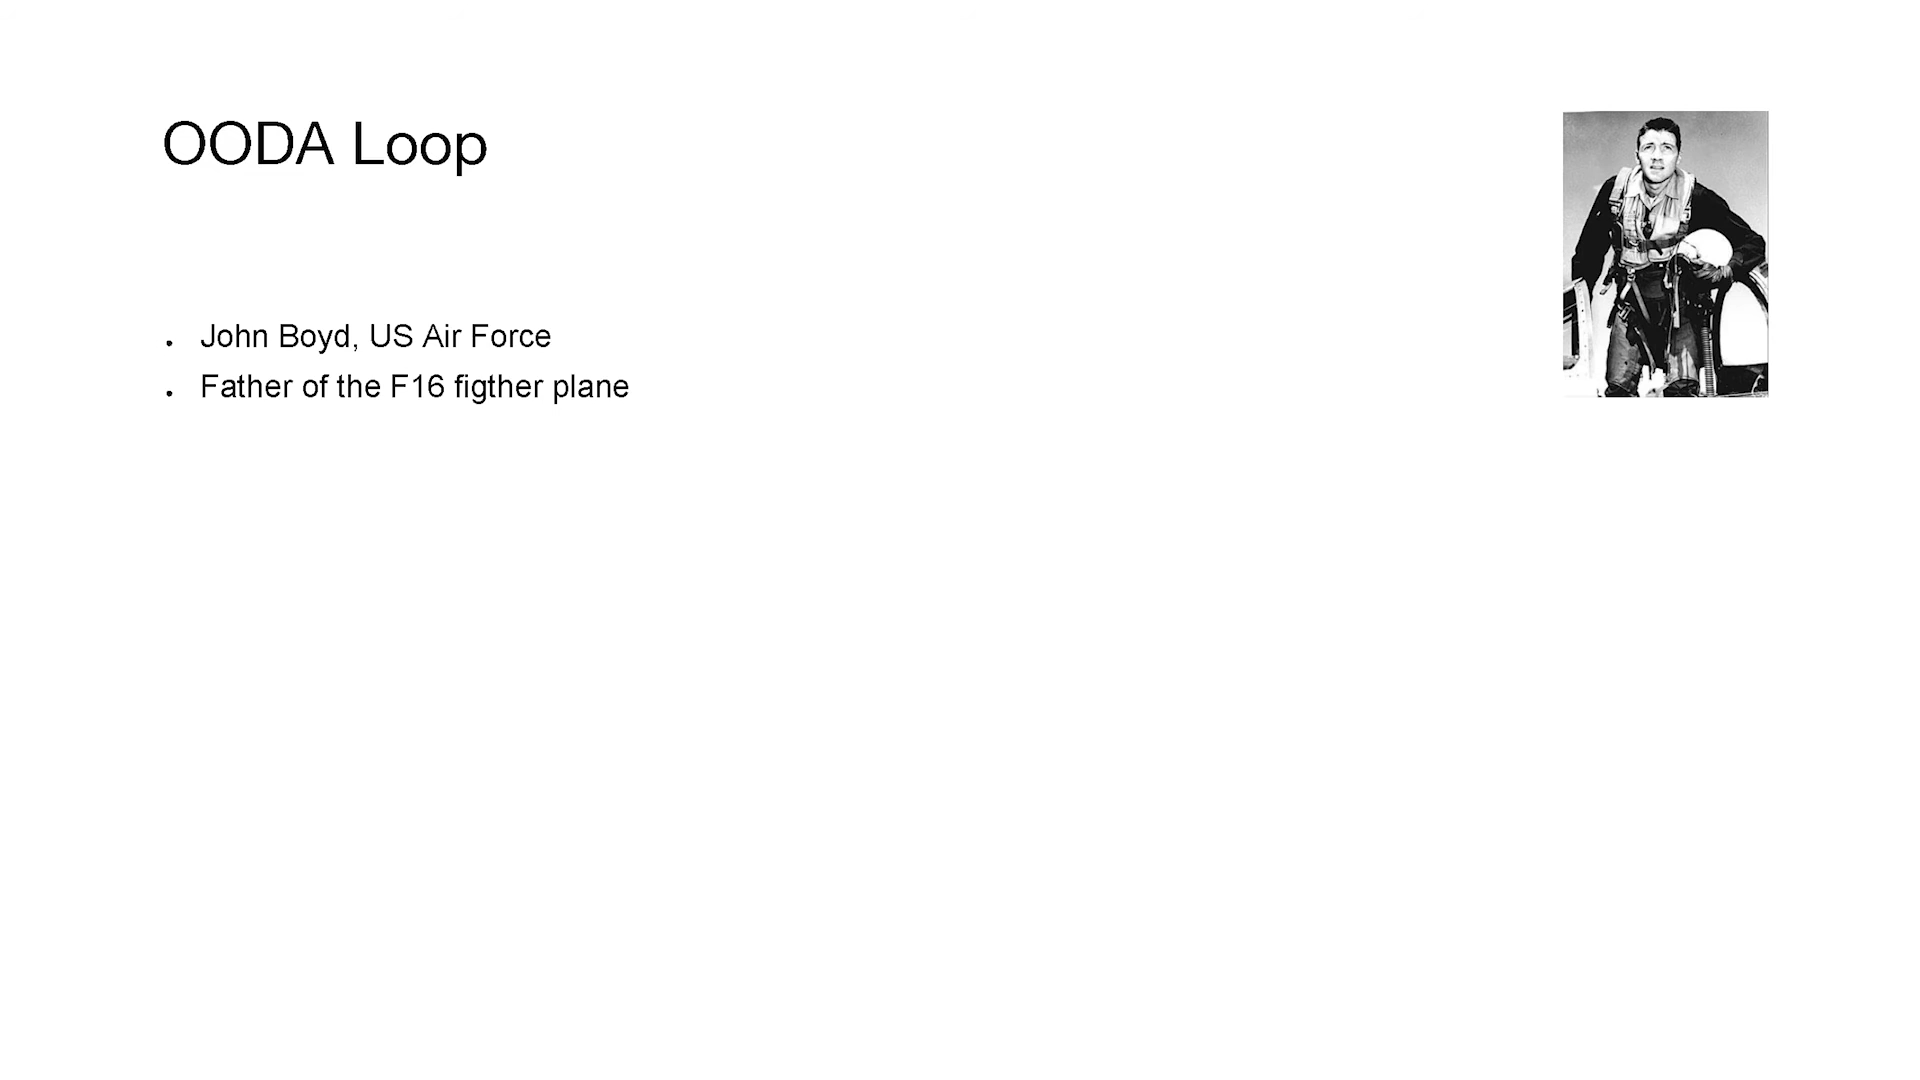 OODA Loop
• John Boyd, US Air Force
• Father of the F16 figther plane